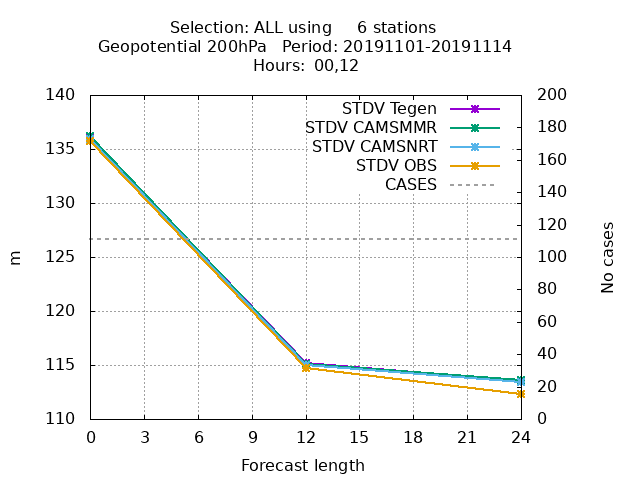 Selection: ALL using     6 stations
Geopotential 200hPa   Period: 20191101-20191114
Hours:  00,12
STDV Tegen
STDV CAMSMMR
STDV CAMSNRT
STDV OBS
CASES
140
135
130
125
120
115
110
m
200
180
160
140
120
100
80
60
40
20
0
No cases
0 3 6 9 12 15 18 21 24
Forecast length